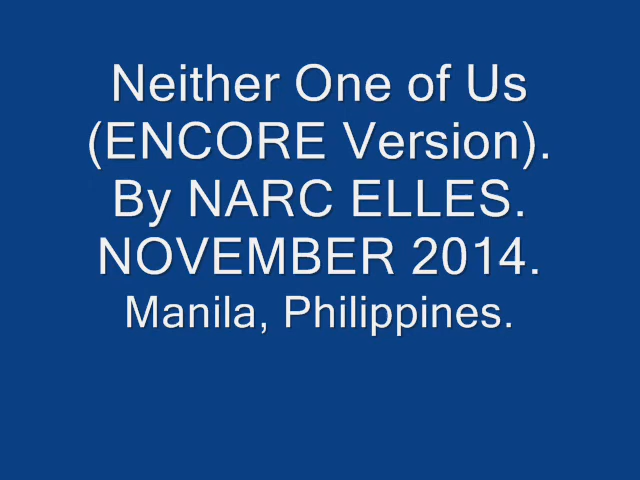 Neither One of Us
(ENCORE Version).
By NARC ELLES.
NOVEMBER 2014.
Manila, Philippines.